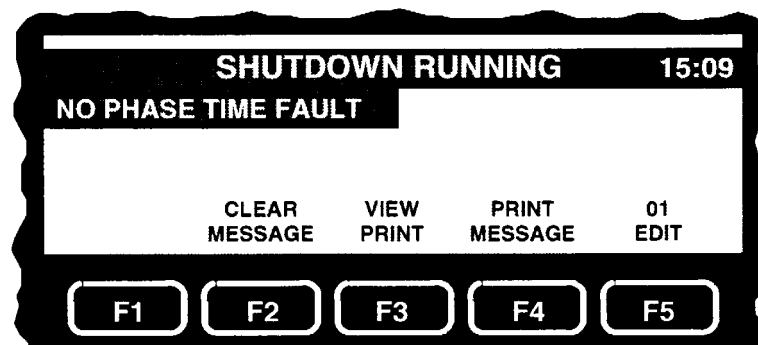 SHUTDOWN RUNNING 15:09
NO PHASE TIME FAULT
CLEAR VIEW PRINT 01
MESSAGE PRINT MESSAGE EDIT
F1 F2 F3 F4 F5